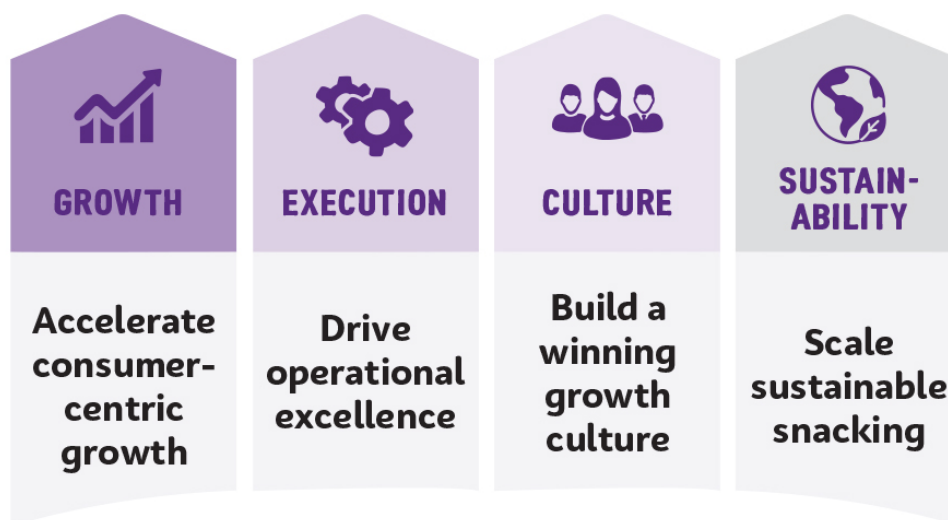 GROWTH
Accelerate
consumer-
centric
growth
EXECUTION
Drive
operational
excellence
CULTURE
Build a
winning
growth
culture
SUSTAIN-
ABILITY
Scale
sustainable
snacking